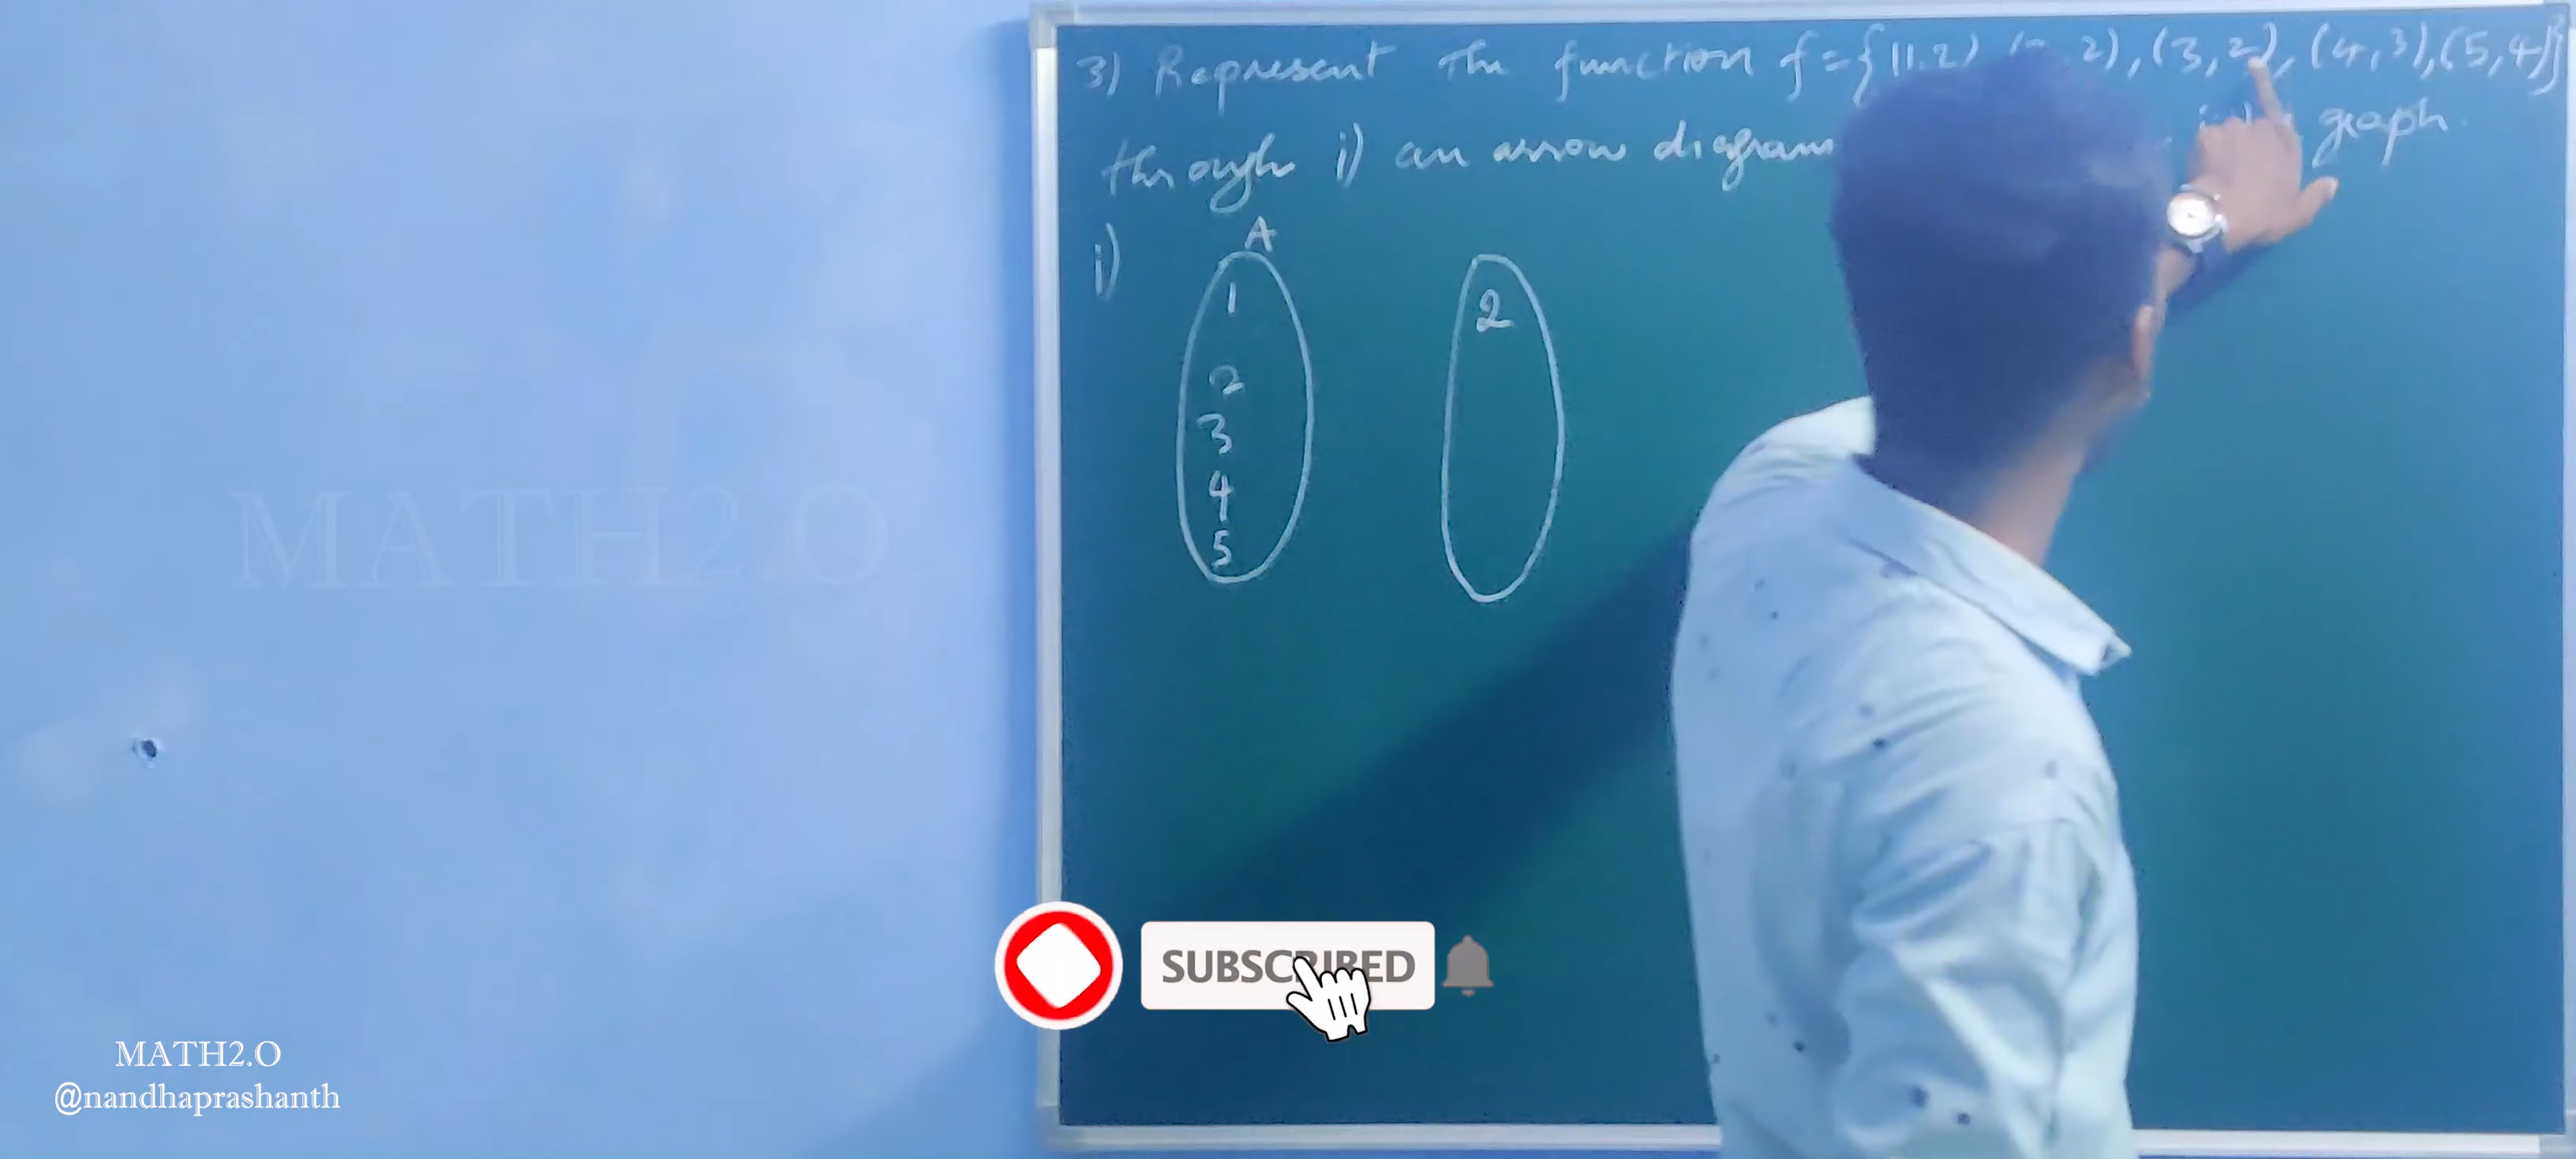 3) Represent the function f={(1,2) 2),(3,2),(4,3),(5,4)}
through i) an arrow diagram graph.
i)
A
1
2
3
4
5
2
MATH2.O
SUBSCRIBED
MATH2.O
@nandhaprashanth